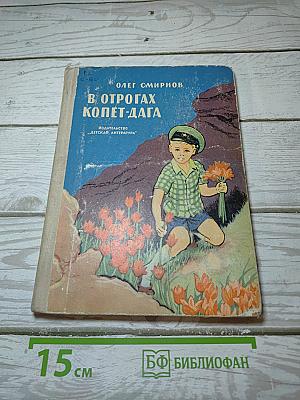 ОЛЕГ СМИРНОВ
В ОТРОГАХ
КОПЕТ-ДАГА
ИЗДАТЕЛЬСТВО
„ДЕТСКАЯ ЛИТЕРАТУРА"
15 см
БФ БИБЛИОФАН